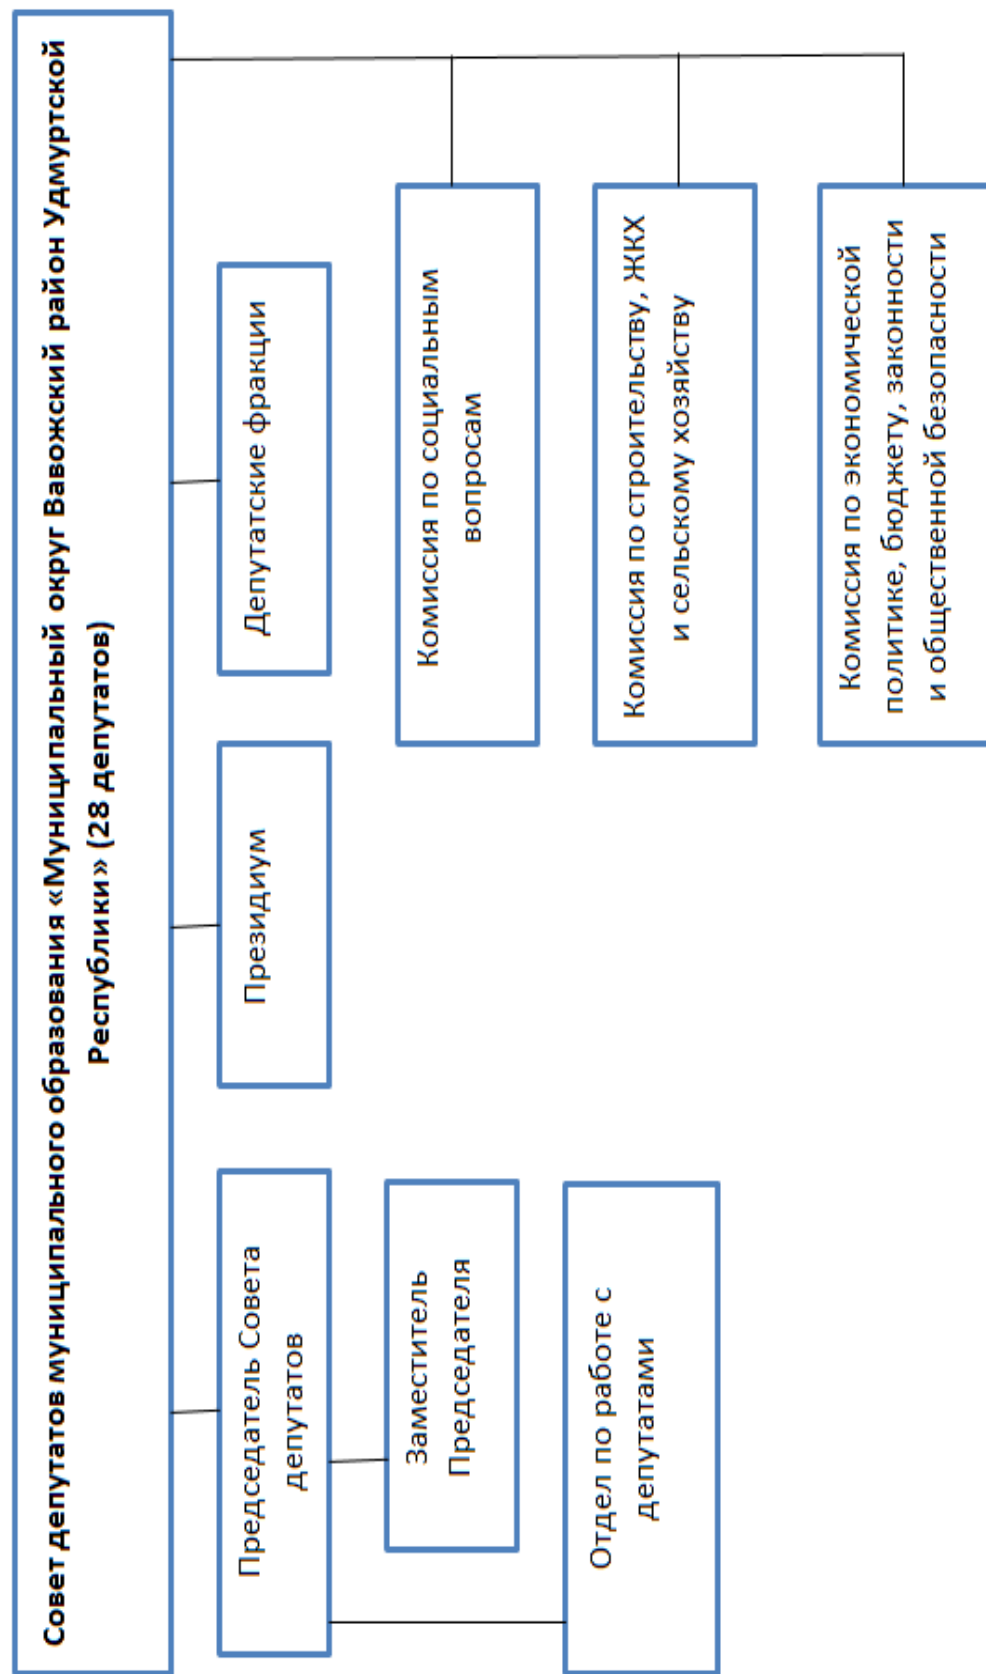 Совет депутатов муниципального образования «Муниципальный округ Вавожский район Удмуртской
Республики» (28 депутатов)
Председатель Совета
депутатов
Президиум
Депутатские фракции
Заместитель
Председателя
Отдел по работе с
депутатами
Комиссия по социальным
вопросам
Комиссия по строительству, ЖКХ
и сельскому хозяйству
Комиссия по экономической
политике, бюджету, законности
и общественной безопасности